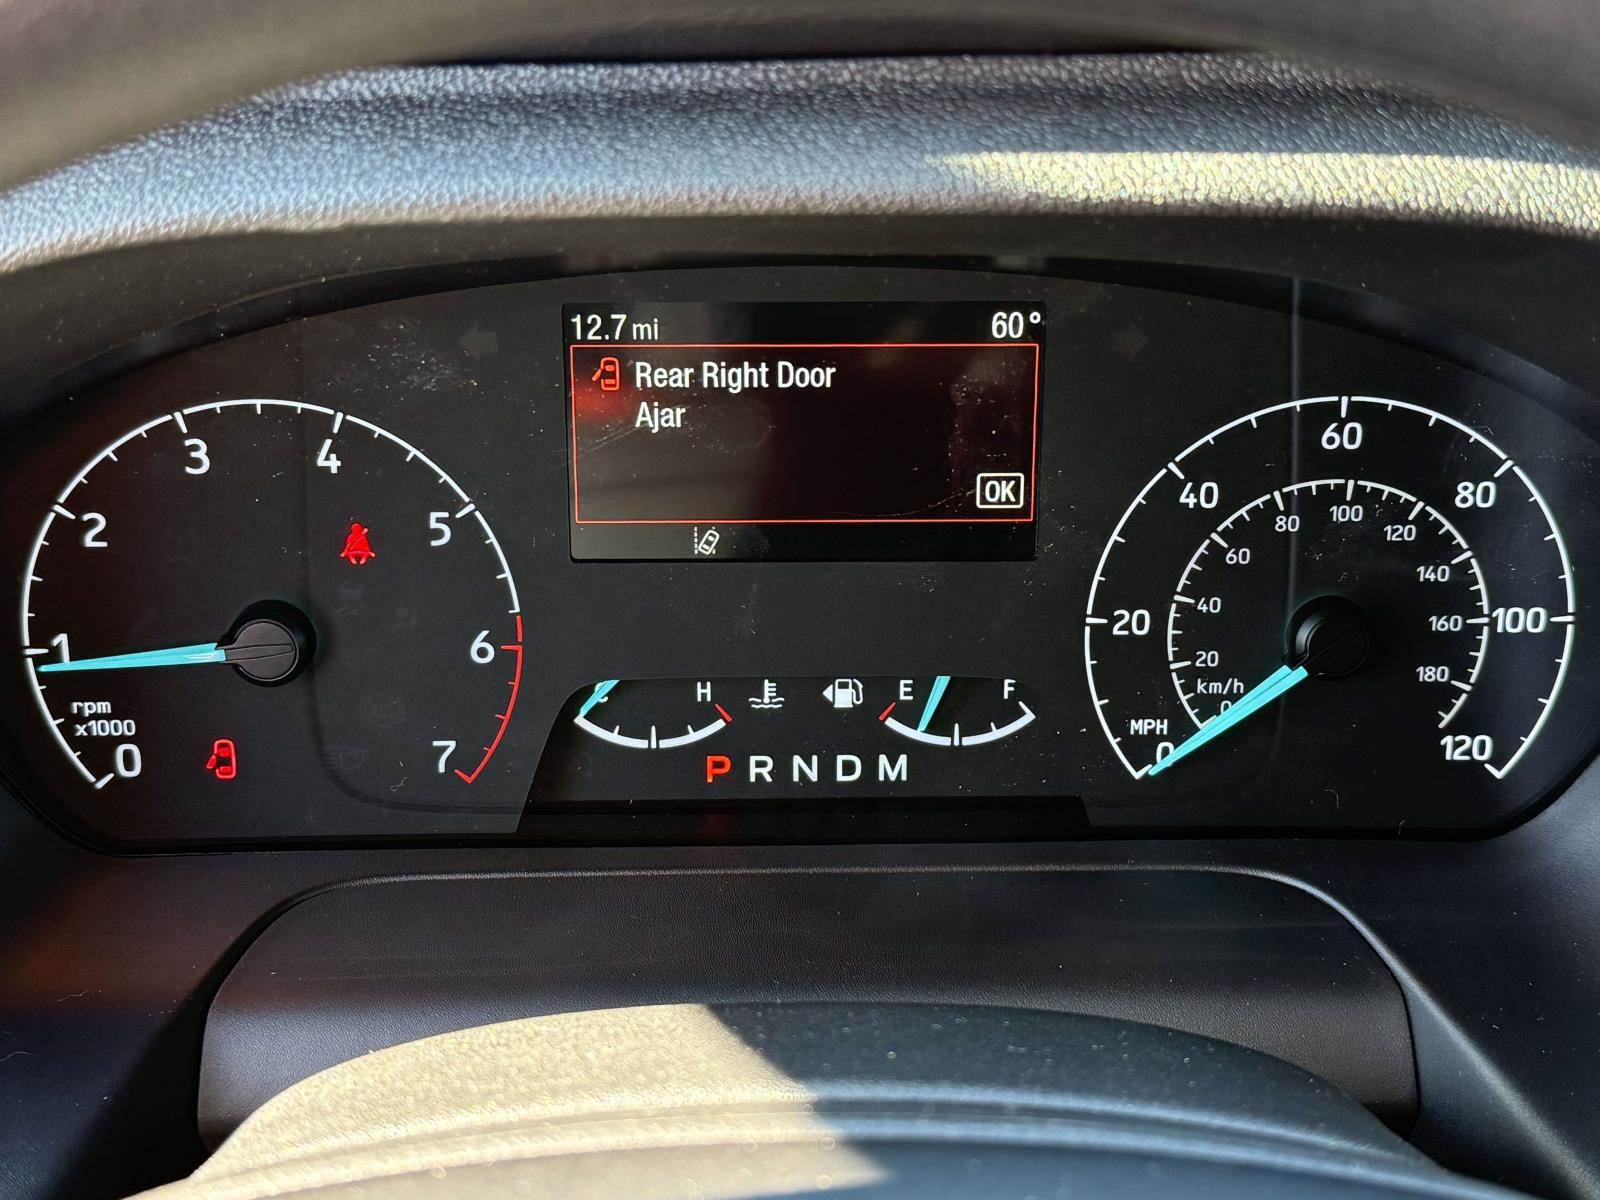 12.7 mi 60°
Rear Right Door
Ajar
OK
0 1 2 3 4 5 6 7
rpm
x1000
H
E F
P R N D M
0 20 40 60 80 100 120
MPH
0 20 40 60 80 100 120 140 160 180
km/h